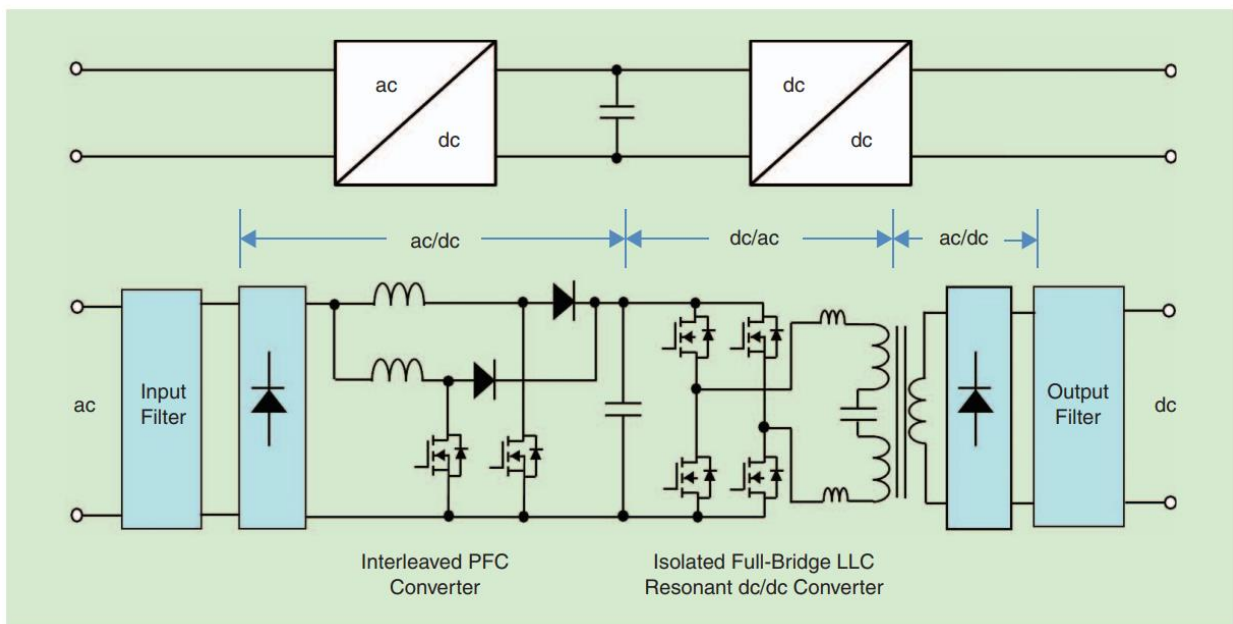 ac
dc
dc
dc
ac/dc
dc/ac
ac/dc
ac
Input
Filter
Output
Filter
dc
Interleaved PFC
Converter
Isolated Full-Bridge LLC
Resonant dc/dc Converter